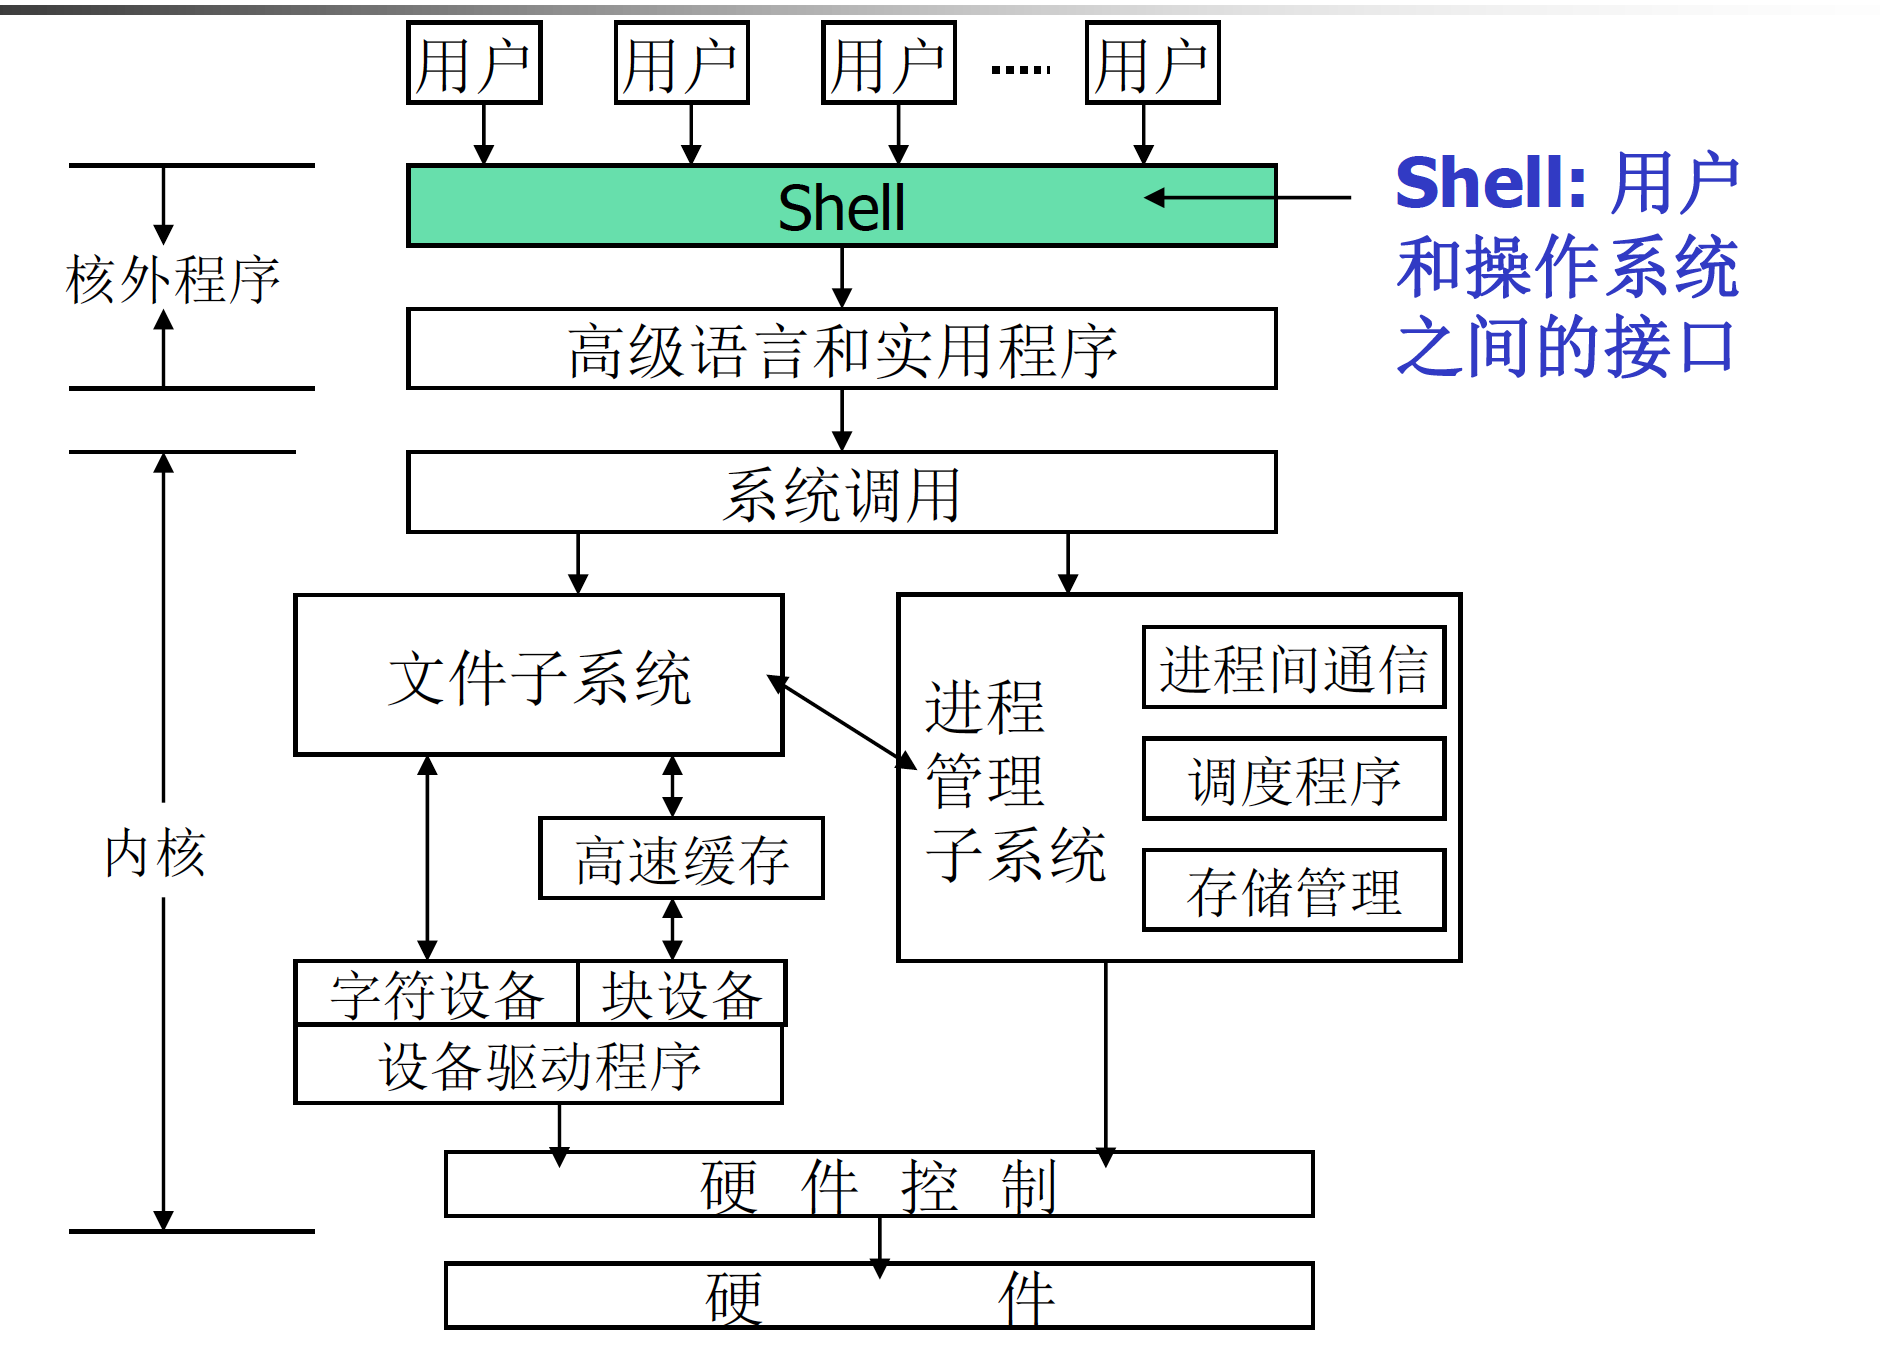 用户
用户
用户
用户
Shell
Shell: 用户
和操作系统
之间的接口
核外程序
高级语言和实用程序
系统调用
文件子系统
进程
管理
子系统
进程间通信
调度程序
存储管理
内核
高速缓存
字符设备
块设备
设备驱动程序
硬 件 控 制
硬 件